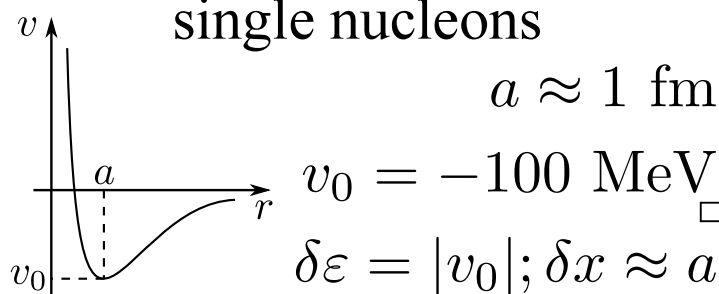 single nucleons
v
a ≈ 1 fm
a
v₀ = −100 MeV
r
v₀
δε = |v₀|; δx ≈ a